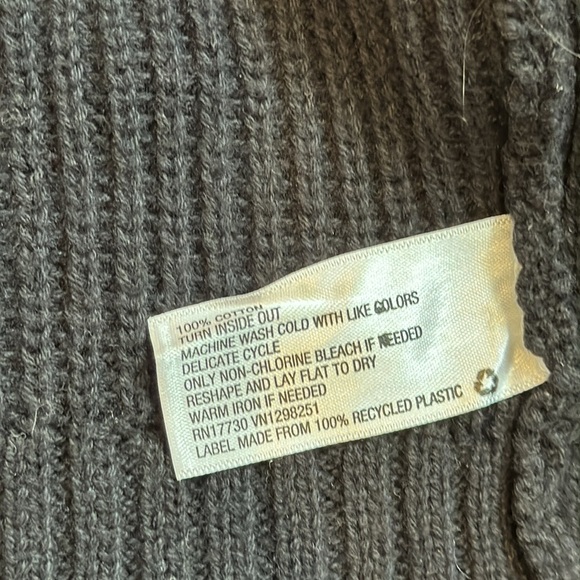 100% COTTON
TURN INSIDE OUT
MACHINE WASH COLD WITH LIKE COLORS
DELICATE CYCLE
ONLY NON-CHLORINE BLEACH IF NEEDED
RESHAPE AND LAY FLAT TO DRY
WARM IRON IF NEEDED
RN17730 VN1298251
LABEL MADE FROM 100% RECYCLED PLASTIC